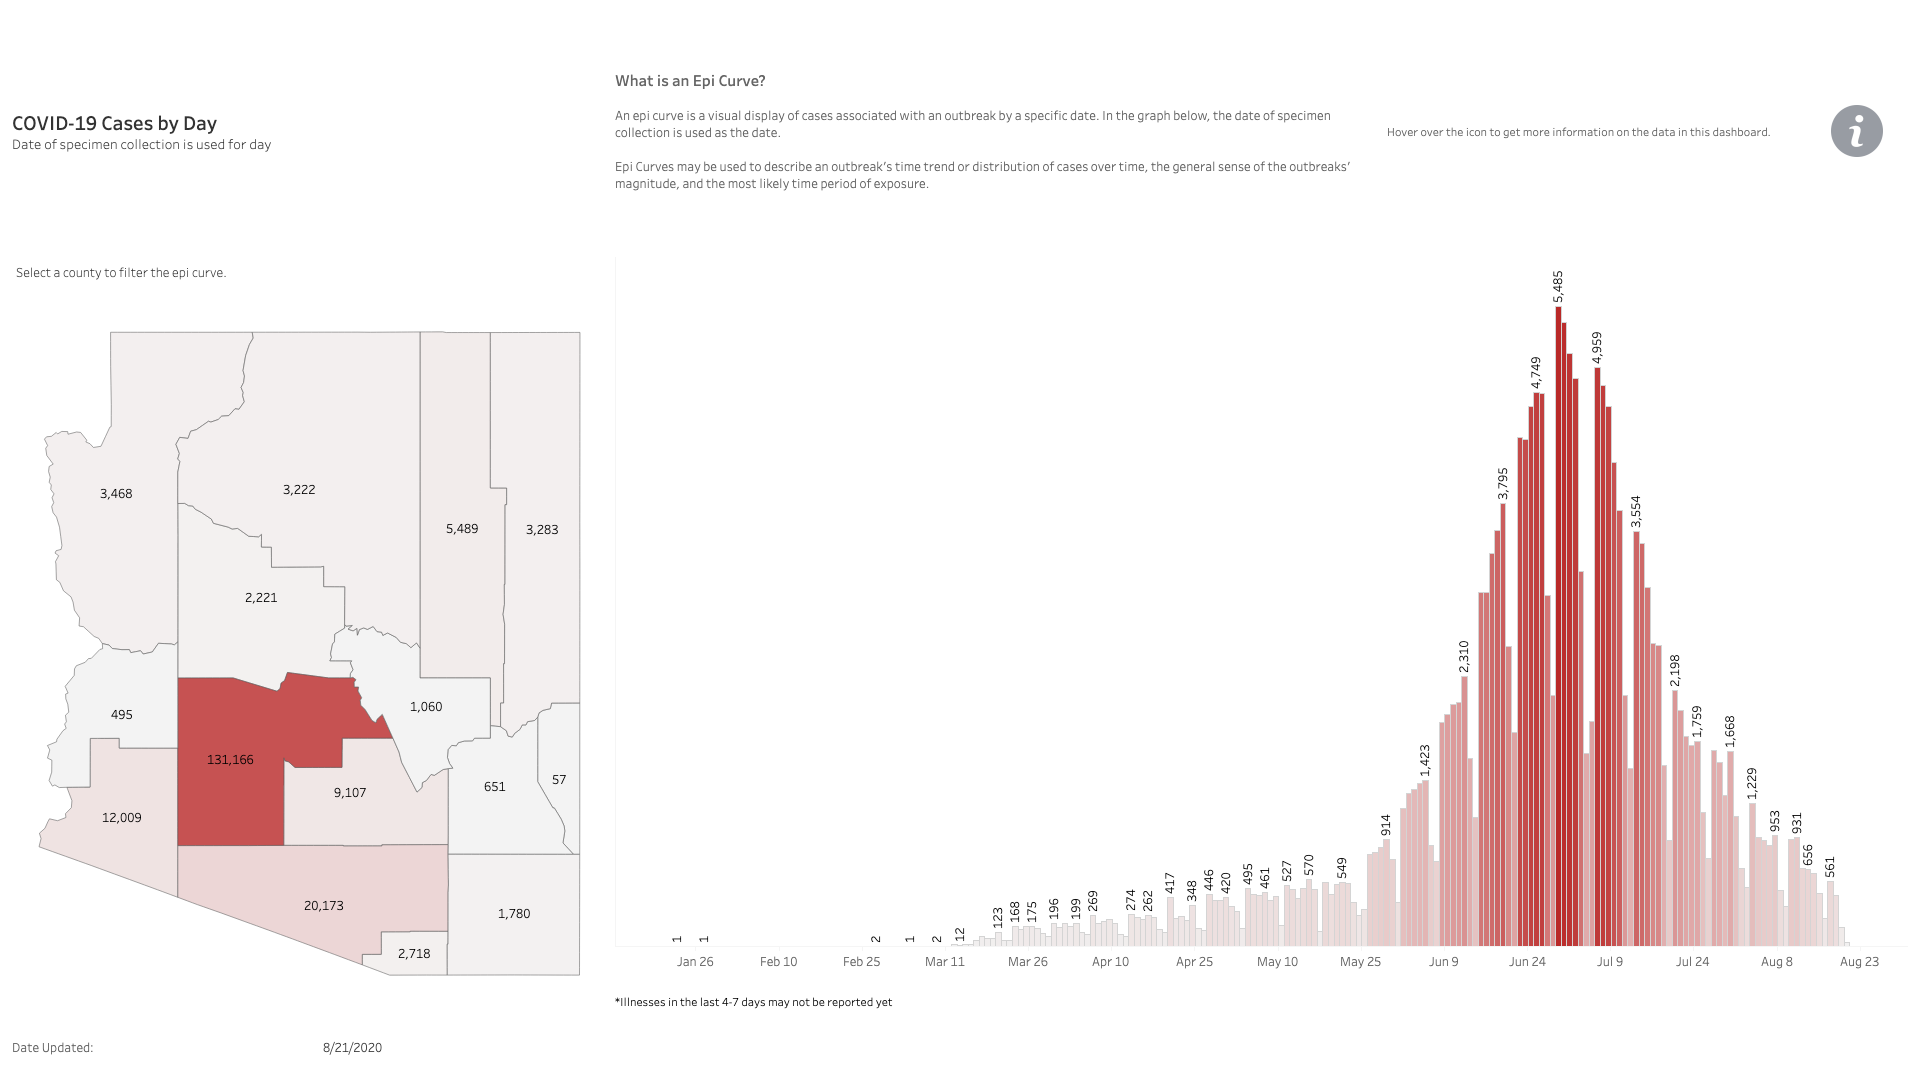 What is an Epi Curve?
COVID-19 Cases by Day
Date of specimen collection is used for day
An epi curve is a visual display of cases associated with an outbreak by a specific date. In the graph below, the date of specimen
collection is used as the date.
Epi Curves may be used to describe an outbreak's time trend or distribution of cases over time, the general sense of the outbreaks'
magnitude, and the most likely time period of exposure.
Hover over the icon to get more information on the data in this dashboard.
i
Select a county to filter the epi curve.
3,468
3,222
5,489
3,283
2,221
495
1,060
131,166
9,107
651
57
12,009
20,173
1,780
2,718
1
1
2
1
2
12
123
168
175
196
199
269
274
262
417
348
446
420
495
461
527
570
549
914
1,423
2,310
3,795
4,749
5,485
4,959
3,554
2,198
1,759
1,668
1,229
953
931
656
561
Jan 26
Feb 10
Feb 25
Mar 11
Mar 26
Apr 10
Apr 25
May 10
May 25
Jun 9
Jun 24
Jul 9
Jul 24
Aug 8
Aug 23
*Illnesses in the last 4-7 days may not be reported yet
Date Updated:
8/21/2020